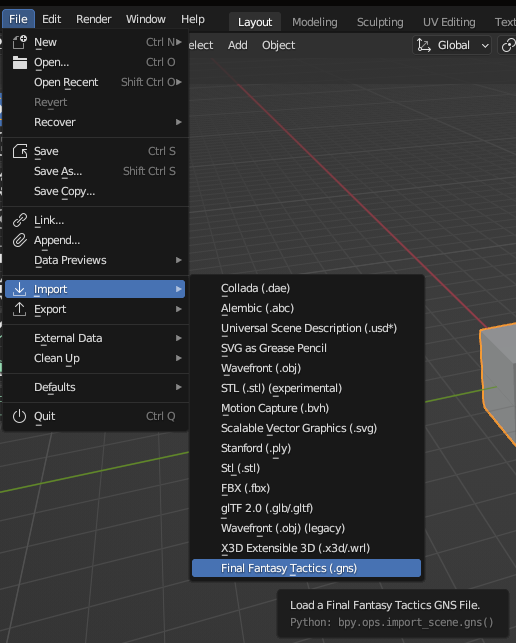 File Edit Render Window Help Layout Modeling Sculpting UV Editing Text
New Ctrl N
elect Add Object Global
Open... Ctrl O
Open Recent Shift Ctrl O
Revert
Recover
Save Ctrl S
Save As... Shift Ctrl S
Save Copy...
Link...
Append...
Data Previews
Import
Export
External Data
Clean Up
Defaults
Quit Ctrl Q
Collada (.dae)
Alembic (.abc)
Universal Scene Description (.usd*)
SVG as Grease Pencil
Wavefront (.obj)
STL (.stl) (experimental)
Motion Capture (.bvh)
Scalable Vector Graphics (.svg)
Stanford (.ply)
Stl (.stl)
FBX (.fbx)
glTF 2.0 (.glb/.gltf)
Wavefront (.obj) (legacy)
X3D Extensible 3D (.x3d/.wrl)
Final Fantasy Tactics (.gns)
Load a Final Fantasy Tactics GNS File.
Python: bpy.ops.import_scene.gns()